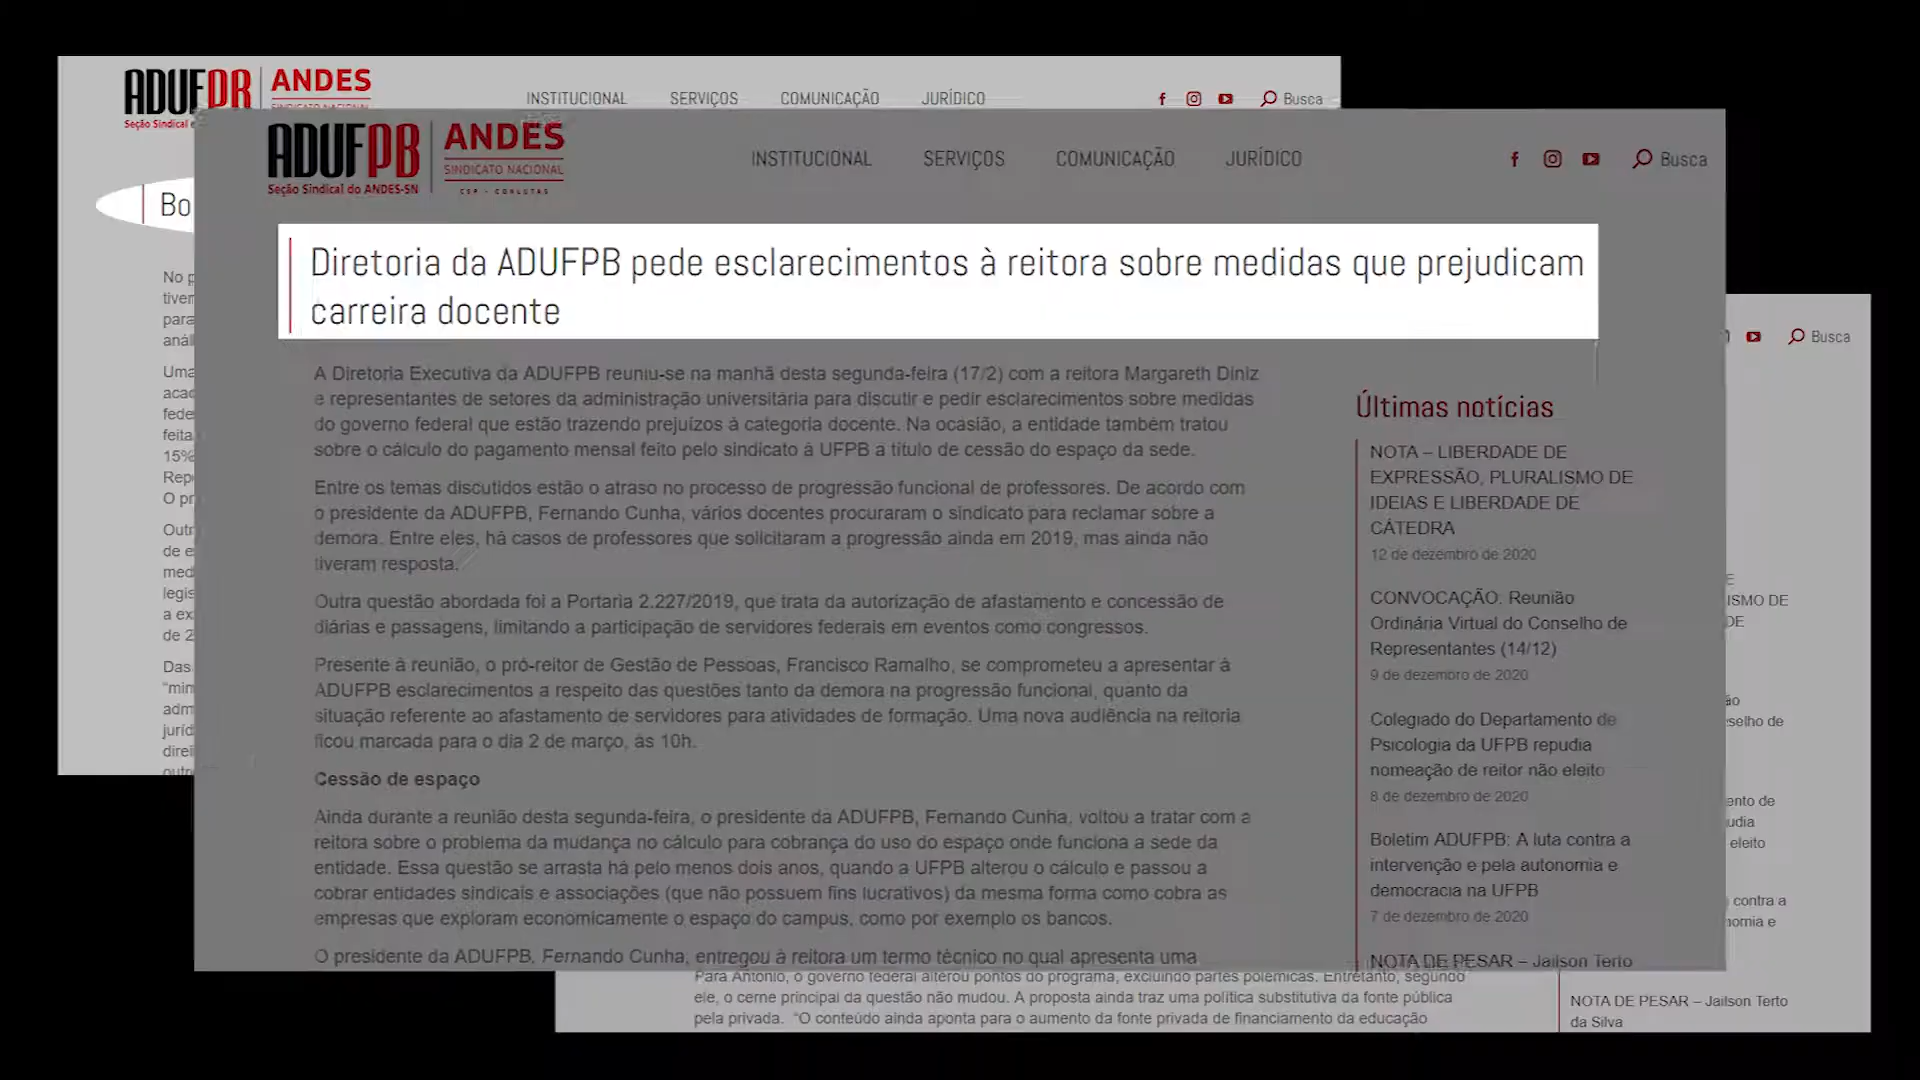 ADUFPB
ANDES
Seção Sindical
INSTITUCIONAL
SERVIÇOS
COMUNICAÇÃO
JURÍDICO
Busca
Bo
ADUFPB
Seção Sindical do ANDES-SN
ANDES
SINDICATO NACIONAL
CSP - CONLUTAS
INSTITUCIONAL
SERVIÇOS
COMUNICAÇÃO
JURÍDICO
Busca
Diretoria da ADUFPB pede esclarecimentos à reitora sobre medidas que prejudicam
carreira docente
A Diretoria Executiva da ADUFPB reuniu-se na manhã desta segunda-feira (17/2) com a reitora Margareth Diniz
e representantes de setores da administração universitária para discutir e pedir esclarecimentos sobre medidas
do governo federal que estão trazendo prejuízos à categoria docente. Na ocasião, a entidade também tratou
sobre o cálculo do pagamento mensal feito pelo sindicato à UFPB a título de cessão do espaço da sede.
Entre os temas discutidos estão o atraso no processo de progressão funcional de professores. De acordo com
o presidente da ADUFPB, Fernando Cunha, vários docentes procuraram o sindicato para reclamar sobre a
demora. Entre eles, há casos de professores que solicitaram a progressão ainda em 2019, mas ainda não
tiveram resposta.
Outra questão abordada foi a Portaria 2.227/2019, que trata da autorização de afastamento e concessão de
diárias e passagens, limitando a participação de servidores federais em eventos como congressos.
Presente à reunião, o pró-reitor de Gestão de Pessoas, Francisco Ramalho, se comprometeu a apresentar à
ADUFPB esclarecimentos a respeito das questões tanto da demora na progressão funcional, quanto da
situação referente ao afastamento de servidores para atividades de formação. Uma nova audiência na reitoria
ficou marcada para o dia 2 de março, às 10h.
Cessão de espaço
Ainda durante a reunião desta segunda-feira, o presidente da ADUFPB, Fernando Cunha, voltou a tratar com a
reitora sobre o problema da mudança no cálculo para cobrança do uso do espaço onde funciona a sede da
entidade. Essa questão se arrasta há pelo menos dois anos, quando a UFPB alterou o cálculo e passou a
cobrar entidades sindicais e associações (que não possuem fins lucrativos) da mesma forma como cobra as
empresas que exploram economicamente o espaço do campus, como por exemplo os bancos.
O presidente da ADUFPB, Fernando Cunha, entregou à reitora um termo técnico no qual apresenta uma
Últimas notícias
NOTA – LIBERDADE DE
EXPRESSÃO, PLURALISMO DE
IDEIAS E LIBERDADE DE
CÁTEDRA
12 de dezembro de 2020
CONVOCAÇÃO: Reunião
Ordinária Virtual do Conselho de
Representantes (14/12)
9 de dezembro de 2020
Colegiado do Departamento de
Psicologia da UFPB repudia
nomeação de reitor não eleito
8 de dezembro de 2020
Boletim ADUFPB: A luta contra a
intervenção e pela autonomia e
democracia na UFPB
7 de dezembro de 2020
NOTA DE PESAR – Jailson Terto
Busca
Para Antonio, o governo federal alterou pontos do programa, excluindo partes polêmicas. Entretanto, segundo
ele, o cerne principal da questão não mudou. A proposta ainda traz uma política substitutiva da fonte pública
pela privada. “O conteúdo ainda aponta para o aumento da fonte privada de financiamento da educação
NOTA DE PESAR – Jailson Terto
da Silva